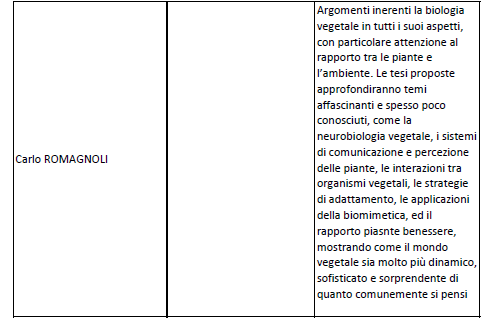 Argomenti inerenti la biologia
vegetale in tutti i suoi aspetti,
con particolare attenzione al
rapporto tra le piante e
l'ambiente. Le tesi proposte
approfondiranno temi
affascinanti e spesso poco
conosciuti, come la
neurobiologia vegetale, i sistemi
di comunicazione e percezione
delle piante, le interazioni tra
organismi vegetali, le strategie
di adattamento, le applicazioni
della biomimetica, ed il
rapporto piasnte benessere,
mostrando come il mondo
vegetale sia molto più dinamico,
sofisticato e sorprendente di
quanto comunemente si pensi
Carlo ROMAGNOLI